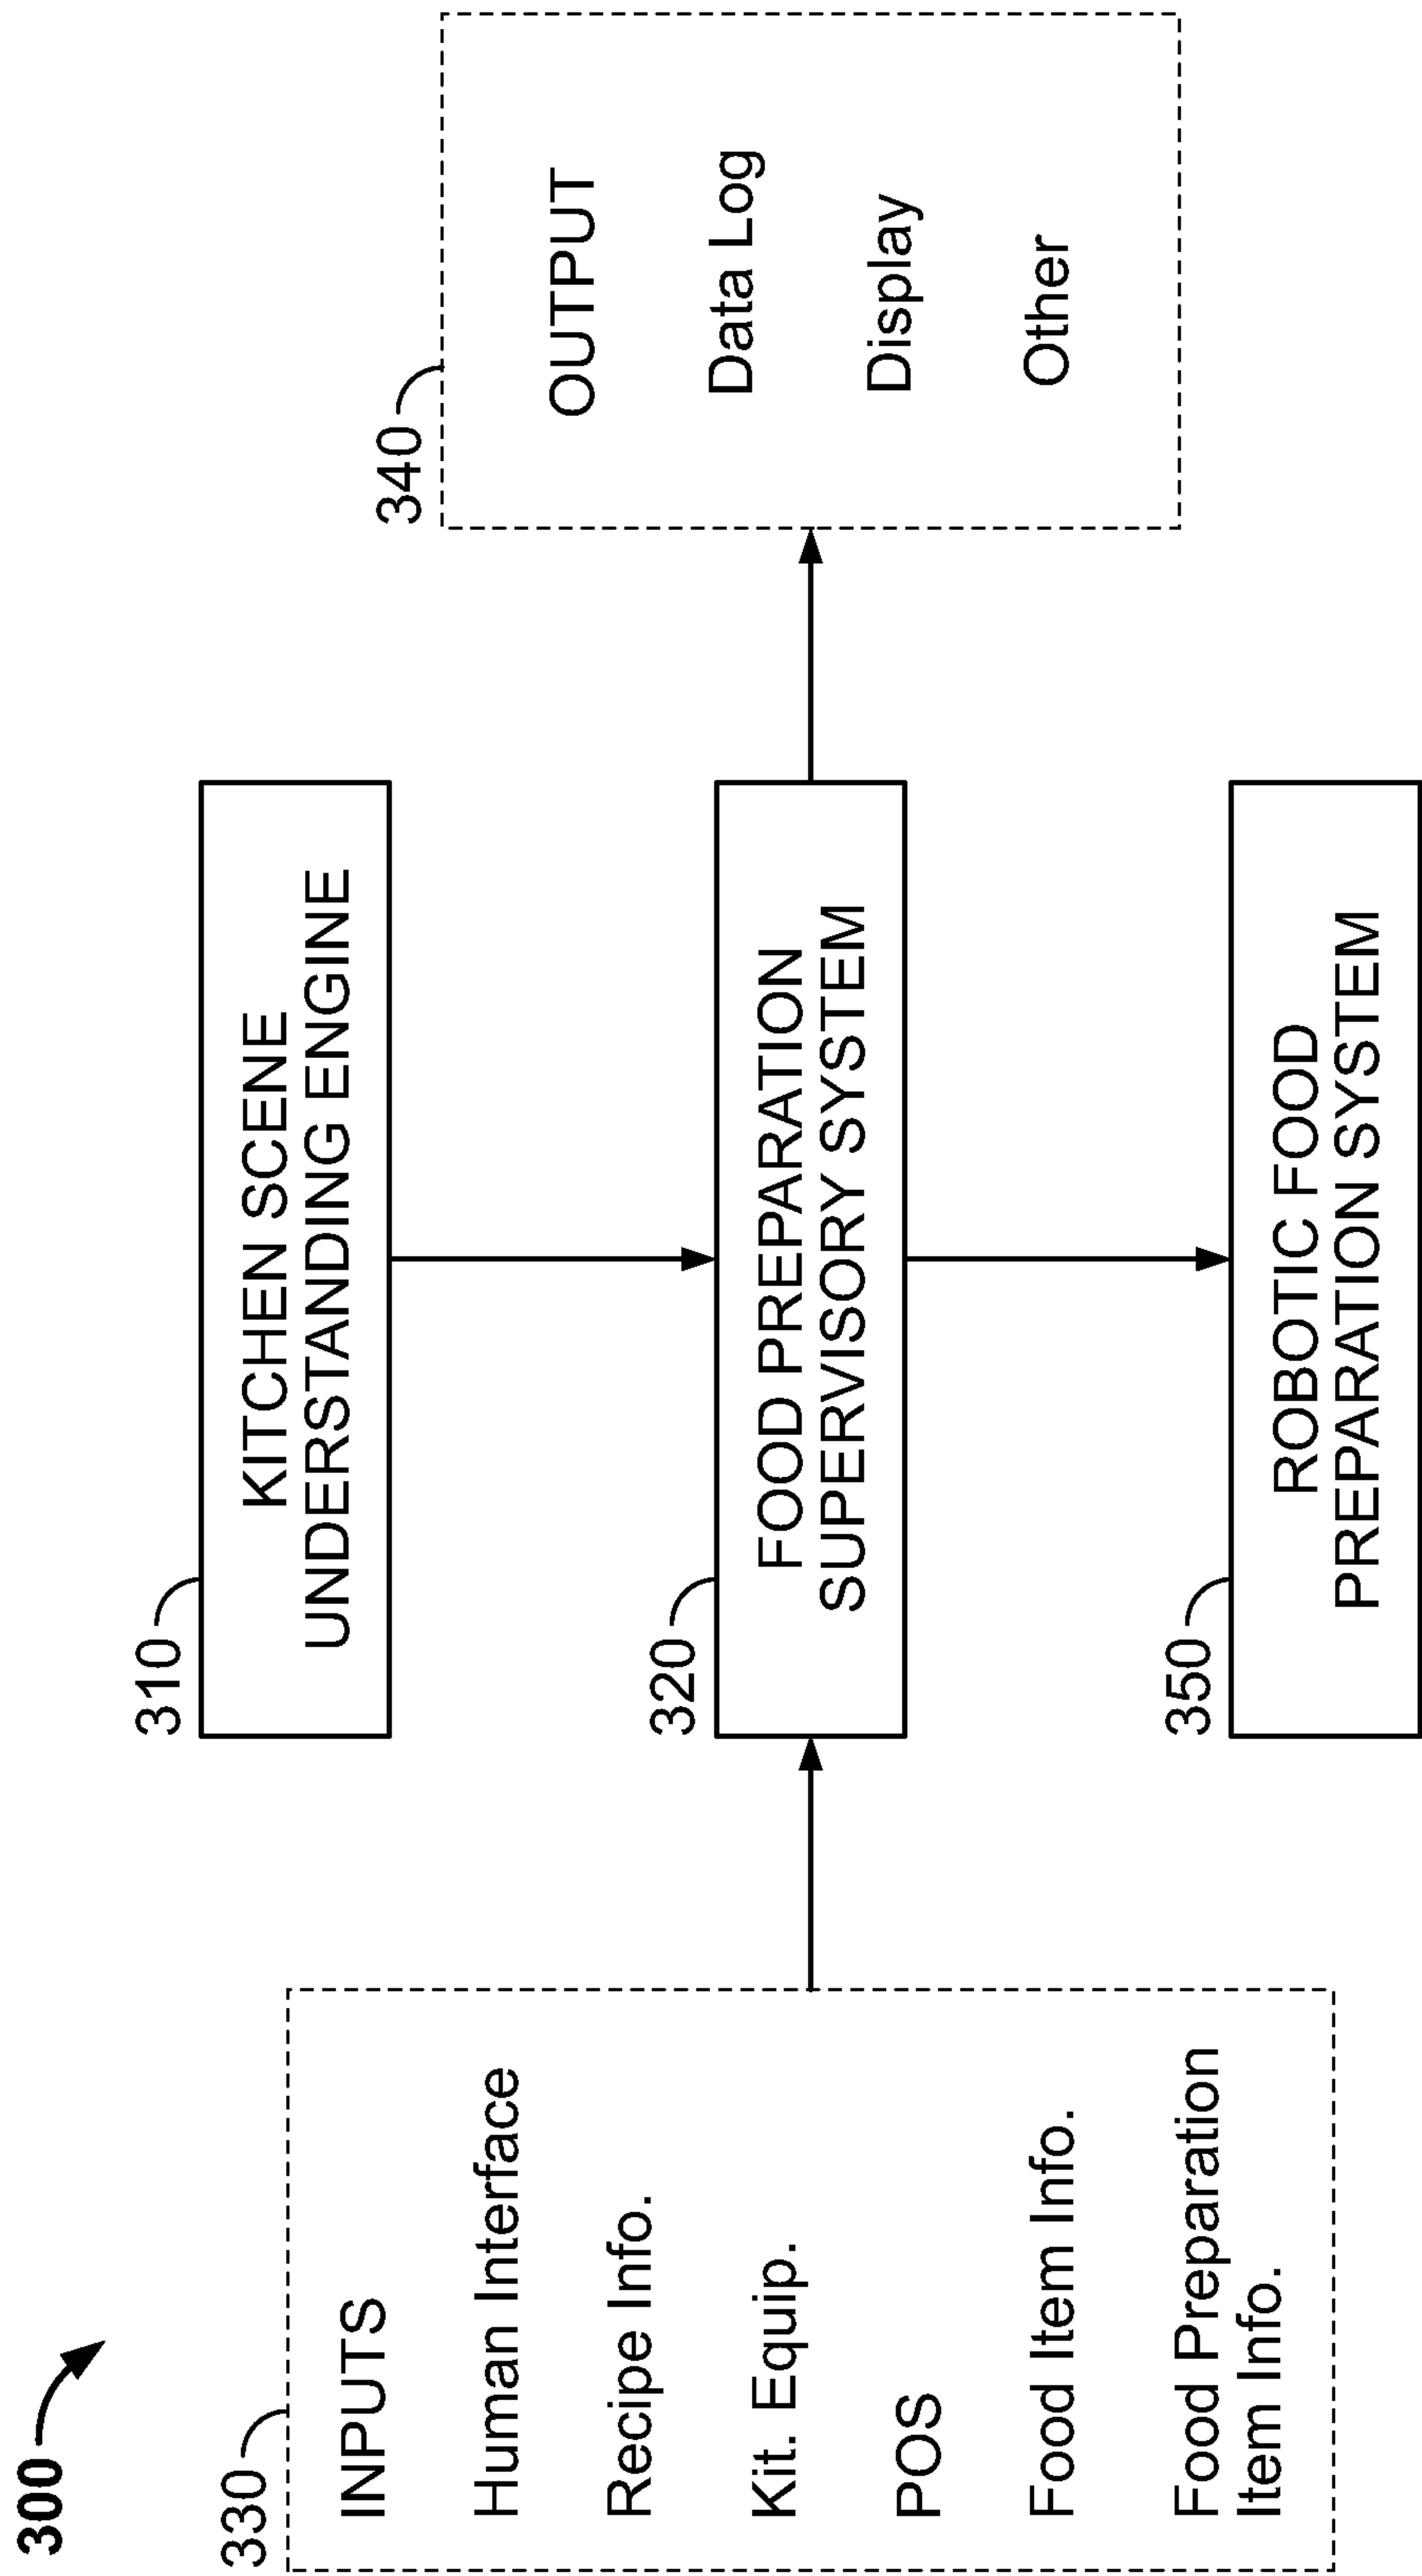 300
310
KITCHEN SCENE
UNDERSTANDING ENGINE
330
INPUTS
Human Interface
Recipe Info.
Kit. Equip.
POS
Food Item Info.
Food Preparation
Item Info.
320
FOOD PREPARATION
SUPERVISORY SYSTEM
340
OUTPUT
Data Log
Display
Other
350
ROBOTIC FOOD
PREPARATION SYSTEM